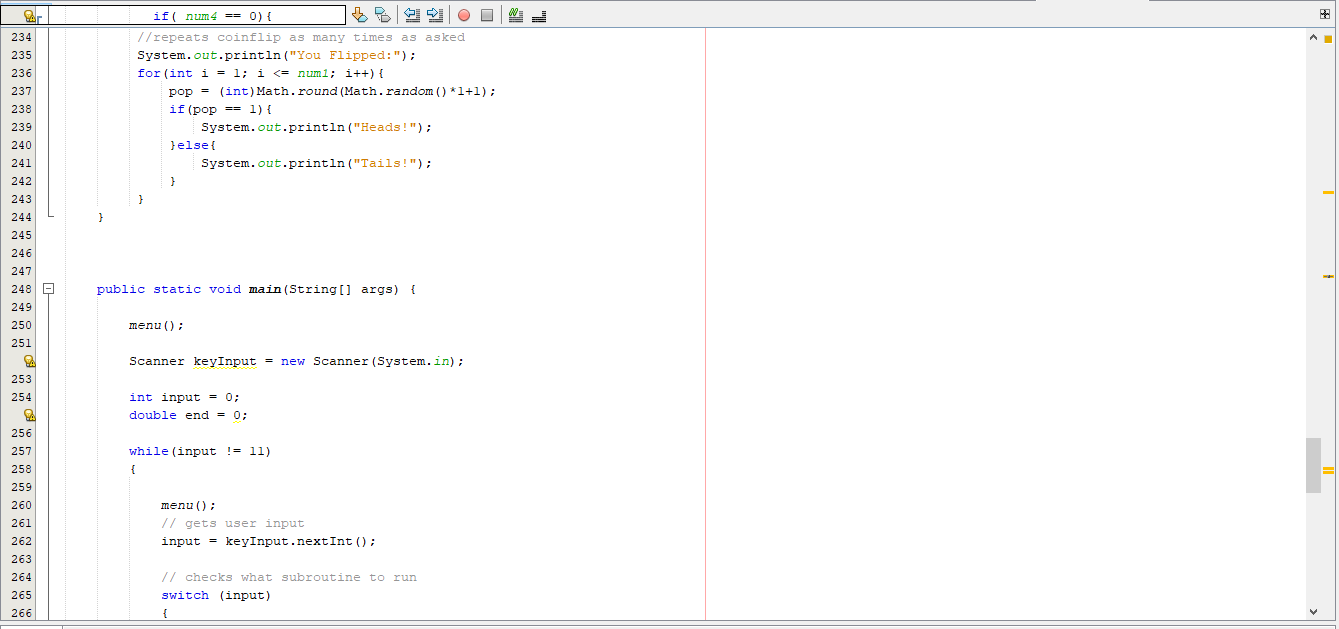 if( num4 == 0){
234 //repeats coinflip as many times as asked
235 System.out.println("You Flipped:");
236 for(int i = 1; i <= num1; i++){
237 pop = (int)Math.round(Math.random()*1+1);
238 if(pop == 1){
239 System.out.println("Heads!");
240 }else{
241 System.out.println("Tails!");
242 }
243 }
244 }
245
246
247
248 public static void main(String[] args) {
249
250 menu();
251
Scanner keyInput = new Scanner(System.in);
253
254 int input = 0;
double end = 0;
256
257 while(input != 11)
258 {
259
260 menu();
261 // gets user input
262 input = keyInput.nextInt();
263
264 // checks what subroutine to run
265 switch (input)
266 {